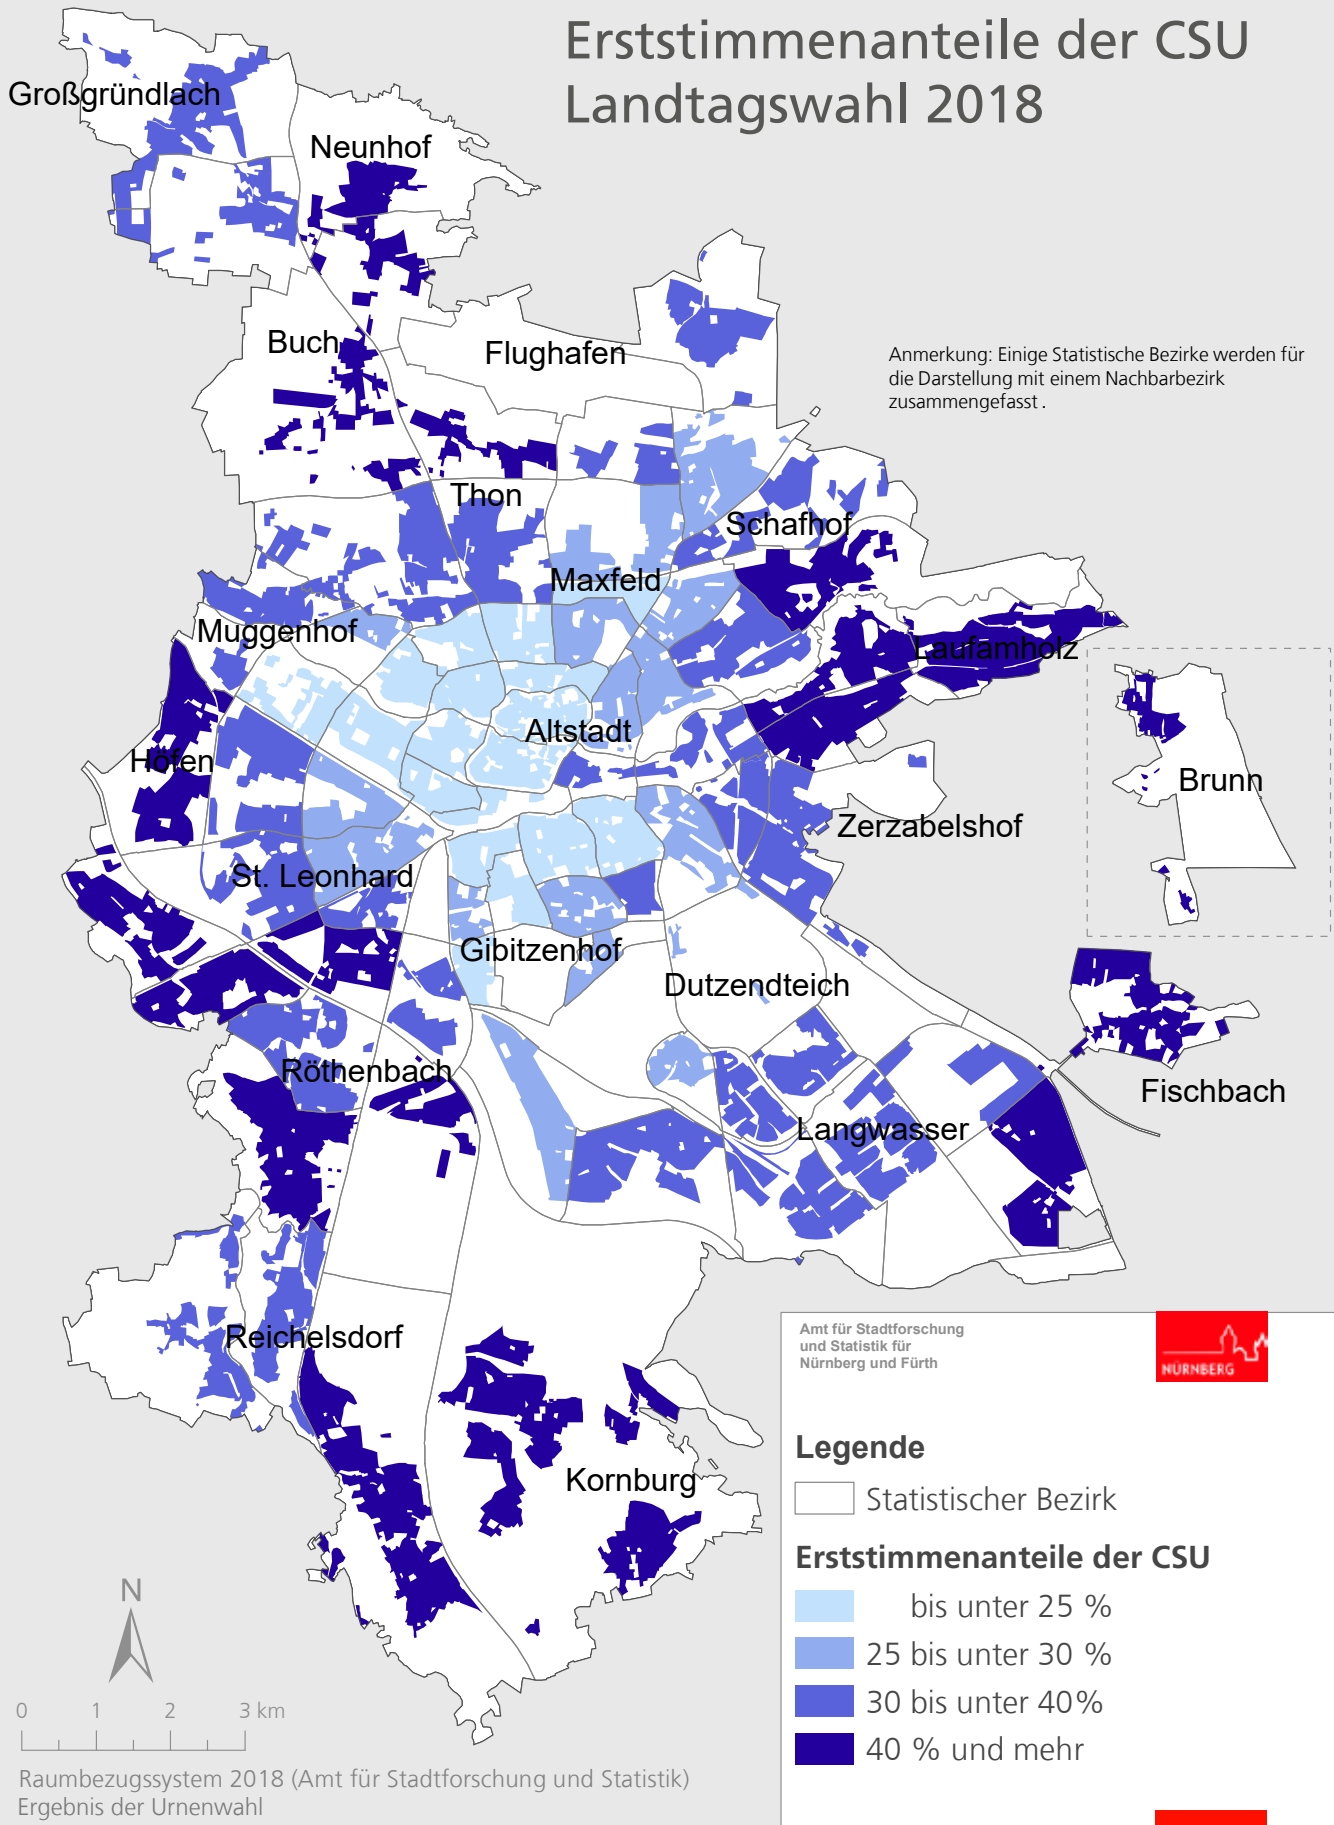 Erststimmenanteile der CSU
Landtagswahl 2018
Großgründlach
Neunhof
Buch
Flughafen
Anmerkung: Einige Statistische Bezirke werden für
die Darstellung mit einem Nachbarbezirk
zusammengefasst .
Thon
Schafhof
Maxfeld
Muggenhof
Laufamholz
Altstadt
Höfen
Brunn
Zerzabelshof
St. Leonhard
Gibitzenhof
Dutzendteich
Röthenbach
Fischbach
Langwasser
Reichelsdorf
Kornburg
Amt für Stadtforschung
und Statistik für
Nürnberg und Fürth
NÜRNBERG
Legende
Statistischer Bezirk
Erststimmenanteile der CSU
bis unter 25 %
25 bis unter 30 %
30 bis unter 40%
40 % und mehr
N
0 1 2 3 km
Raumbezugssystem 2018 (Amt für Stadtforschung und Statistik)
Ergebnis der Urnenwahl